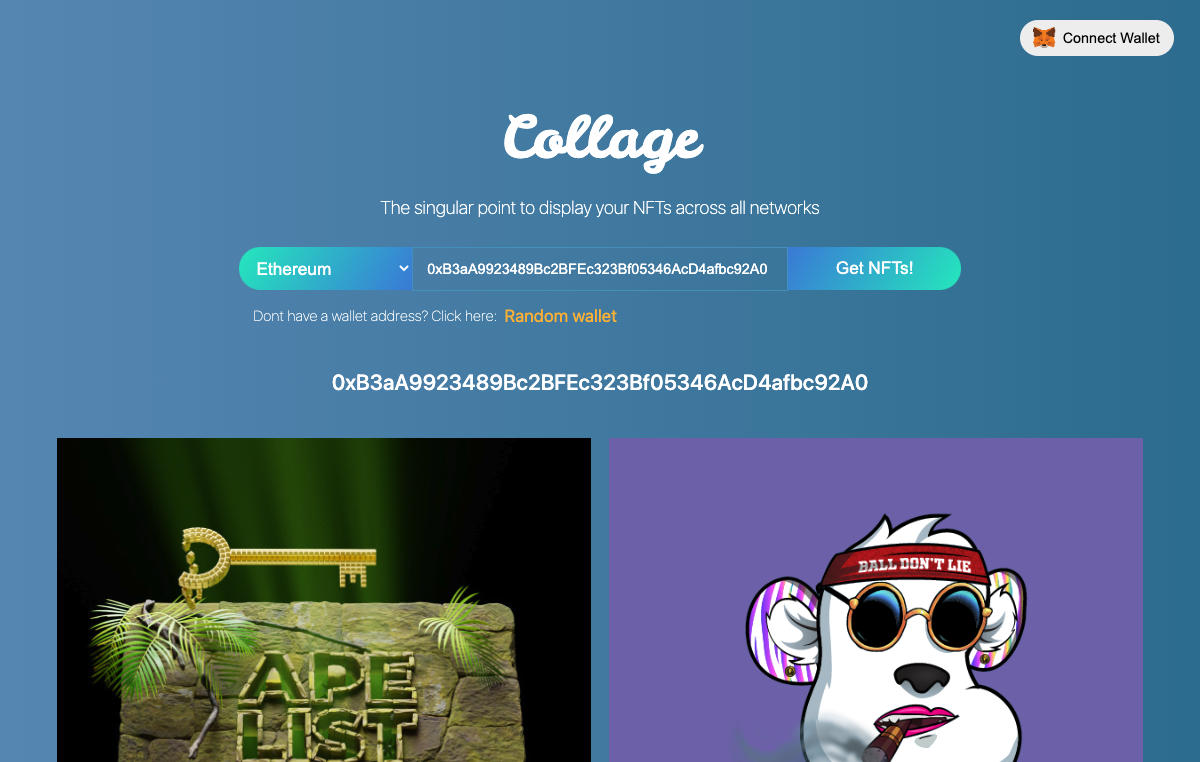 Connect Wallet
Collage
The singular point to display your NFTs across all networks
Ethereum
0xB3aA9923489Bc2BFEc323Bf05346AcD4afbc92A0
Get NFTs!
Dont have a wallet address? Click here: Random wallet
0xB3aA9923489Bc2BFEc323Bf05346AcD4afbc92A0
BALL DON'T LIE
APE
LIST